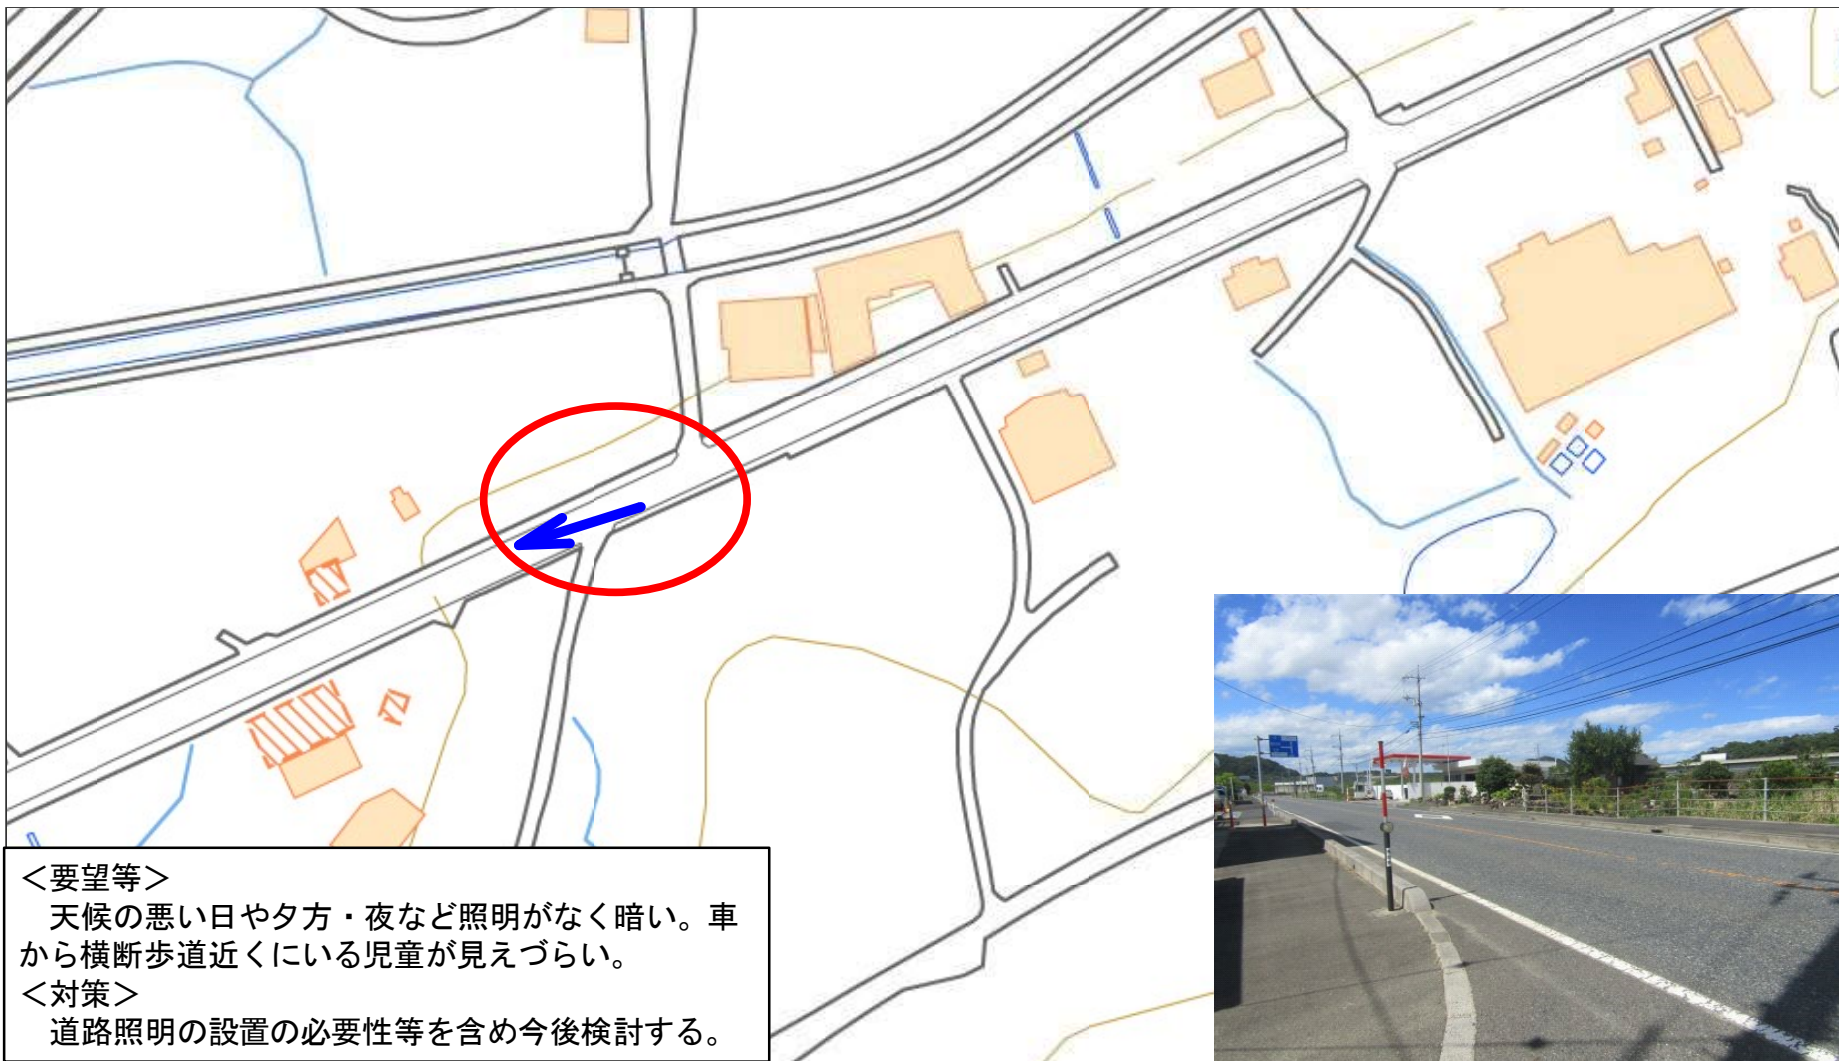 ＜要望等＞
　天候の悪い日や夕方・夜など照明がなく暗い。車
から横断歩道近くにいる児童が見えづらい。
＜対策＞
　道路照明の設置の必要性等を含め今後検討する。